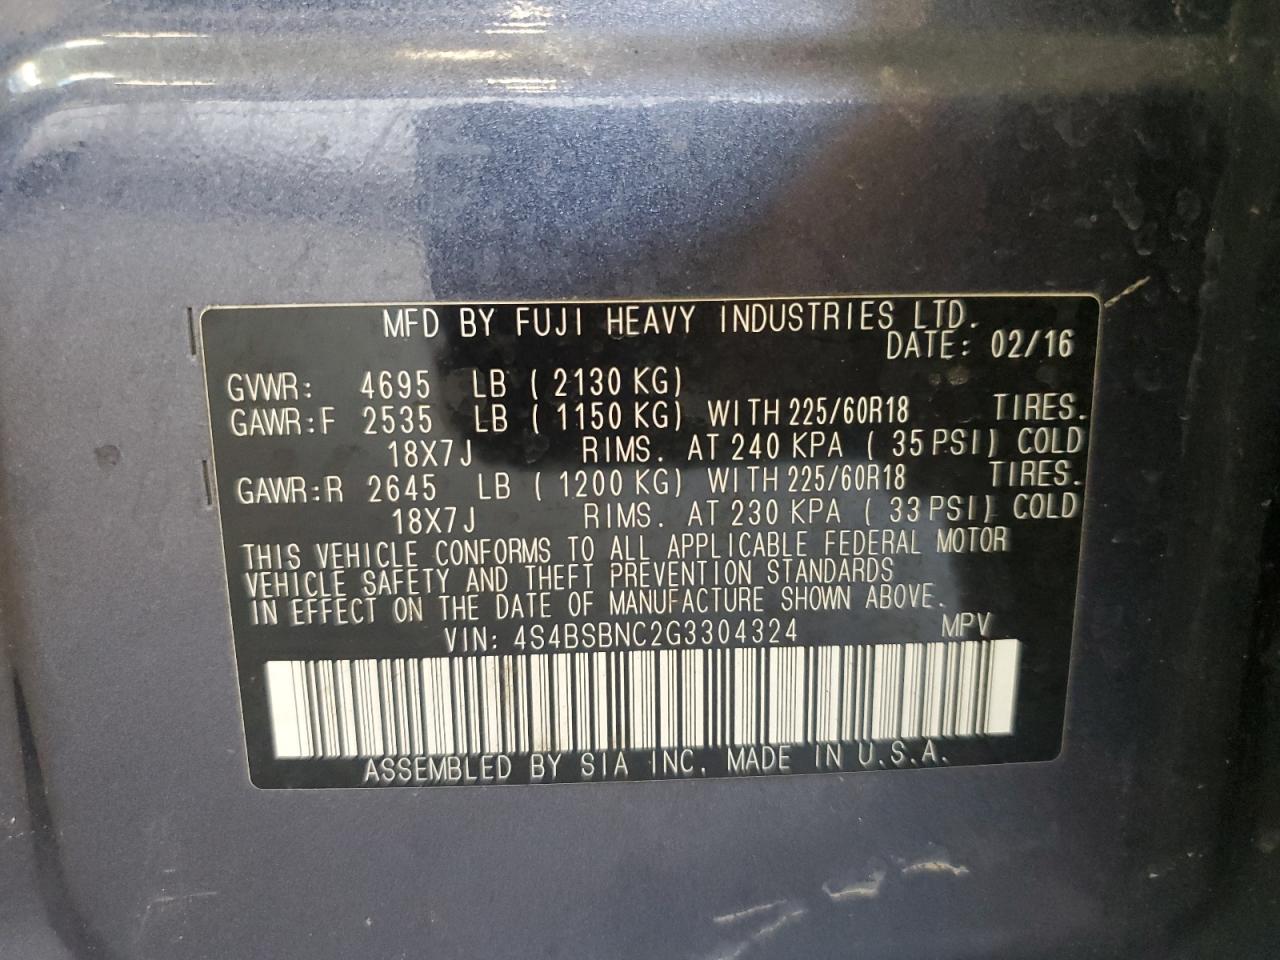 MFD BY FUJI HEAVY INDUSTRIES LTD.
DATE: 02/16
GVWR: 4695 LB ( 2130 KG)
GAWR:F 2535 LB ( 1150 KG) WITH 225/60R18 TIRES.
18X7J RIMS. AT 240 KPA ( 35 PSI) COLD
GAWR:R 2645 LB ( 1200 KG) WITH 225/60R18 TIRES.
18X7J RIMS. AT 230 KPA ( 33 PSI) COLD
THIS VEHICLE CONFORMS TO ALL APPLICABLE FEDERAL MOTOR
VEHICLE SAFETY AND THEFT PREVENTION STANDARDS
IN EFFECT ON THE DATE OF MANUFACTURE SHOWN ABOVE.
VIN: 4S4BSBNC2G3304324 MPV
ASSEMBLED BY SIA INC. MADE IN U.S.A.